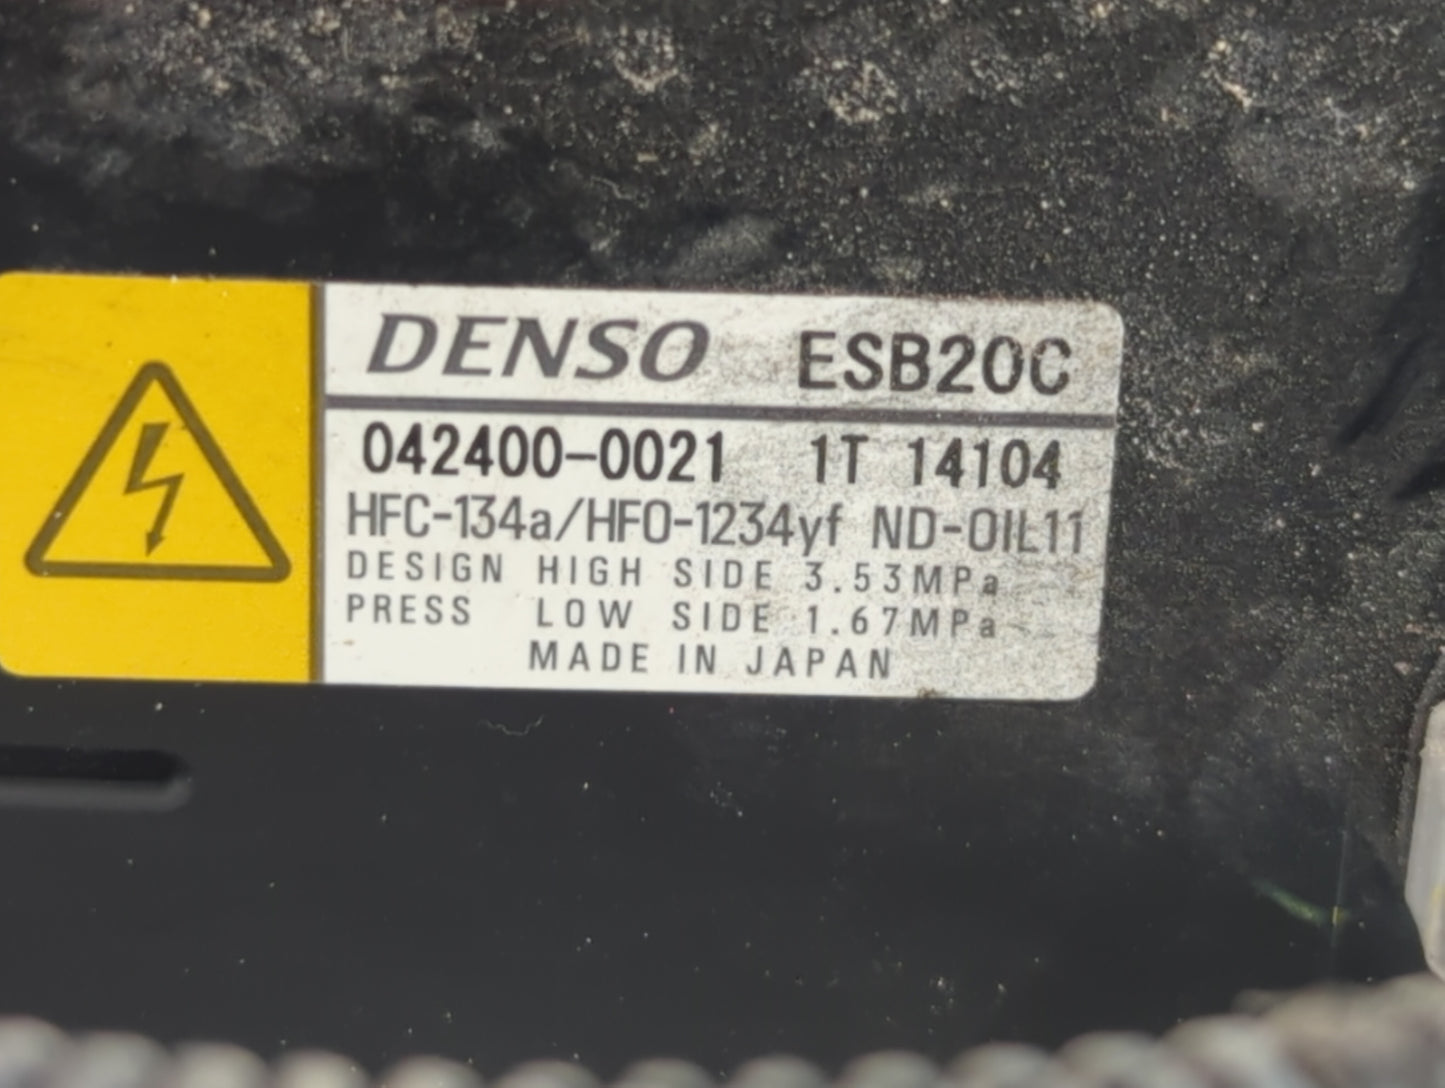 DENSO ESB20C
042400-0021 1T 14104
HFC-134a/HFO-1234yf ND-OIL11
DESIGN HIGH SIDE 3.53MPa
PRESS LOW SIDE 1.67MPa
MADE IN JAPAN